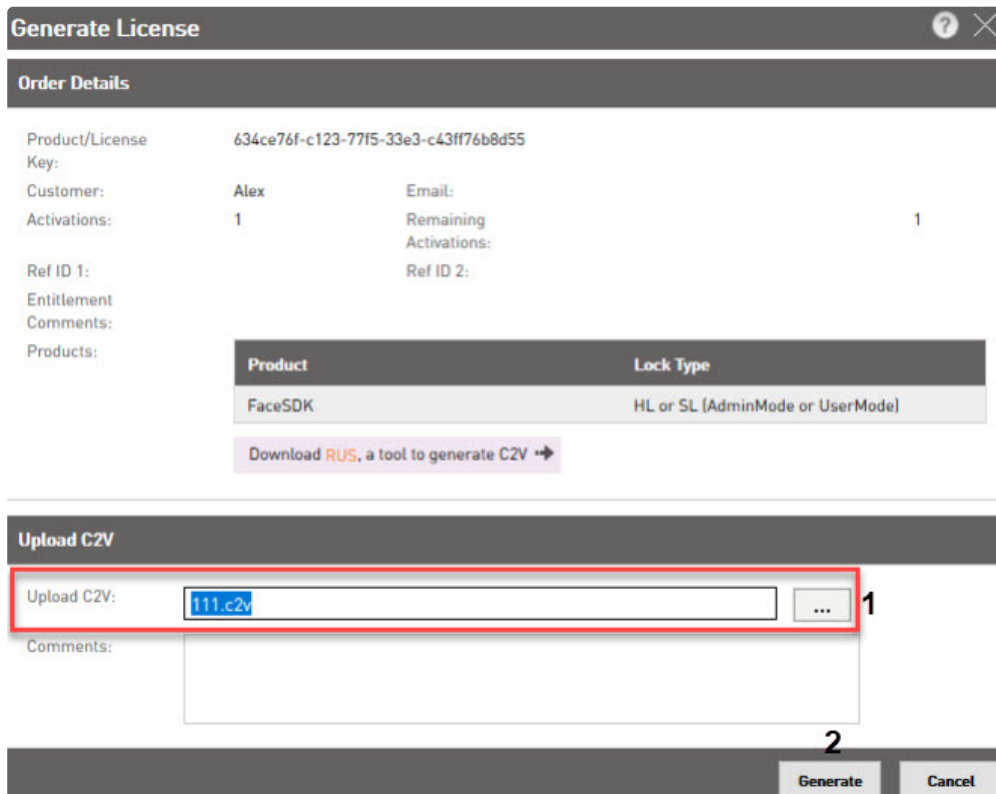 Generate License ?
Order Details
Product/License 634ce76f-c123-77f5-33e3-c43ff76b8d55
Key:
Customer: Alex Email:
Activations: 1 Remaining 1
Activations:
Ref ID 1: Ref ID 2:
Entitlement
Comments:
Products:
Product Lock Type
FaceSDK HL or SL (AdminMode or UserMode)
Download RUS, a tool to generate C2V
Upload C2V
Upload C2V: 111.c2v ... 1
Comments:
2
Generate Cancel